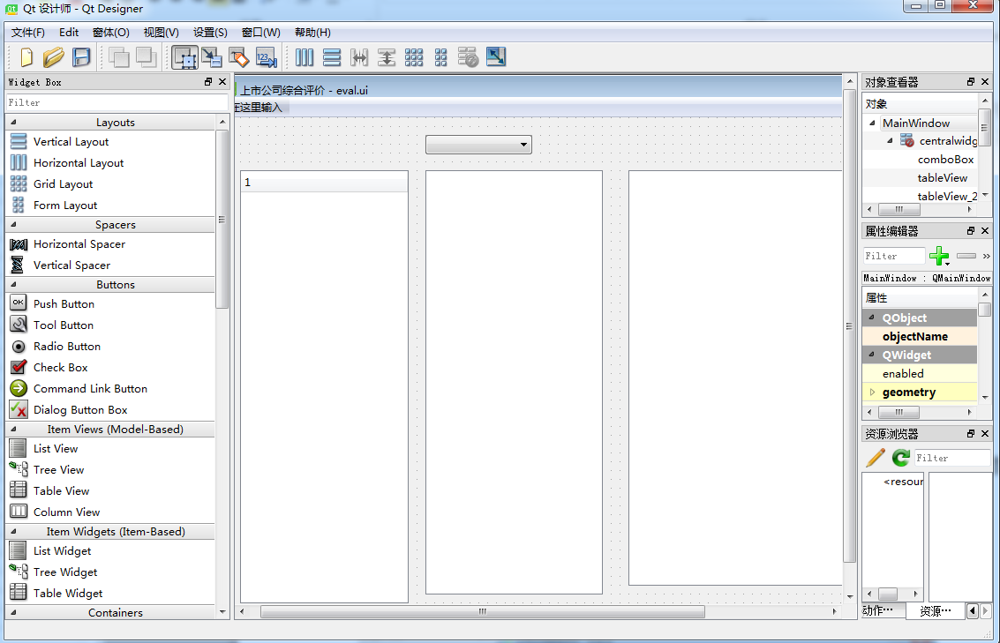 Qt 设计师 - Qt Designer
文件(F) Edit 窗体(O) 视图(V) 设置(S) 窗口(W) 帮助(H)
123
Widget Box
Filter
Layouts
Vertical Layout
Horizontal Layout
Grid Layout
Form Layout
Spacers
Horizontal Spacer
Vertical Spacer
Buttons
OK Push Button
Tool Button
Radio Button
Check Box
Command Link Button
Dialog Button Box
Item Views (Model-Based)
List View
Tree View
Table View
Column View
Item Widgets (Item-Based)
List Widget
Tree Widget
Table Widget
Containers
上市公司综合评价 - eval.ui
在这里输入
1
对象查看器
对象
MainWindow
centralwidg
comboBox
tableView
tableView_2
属性编辑器
Filter
MainWindow : QMainWindow
属性
QObject
objectName
QWidget
enabled
geometry
资源浏览器
Filter
<resour
动作… 资源…